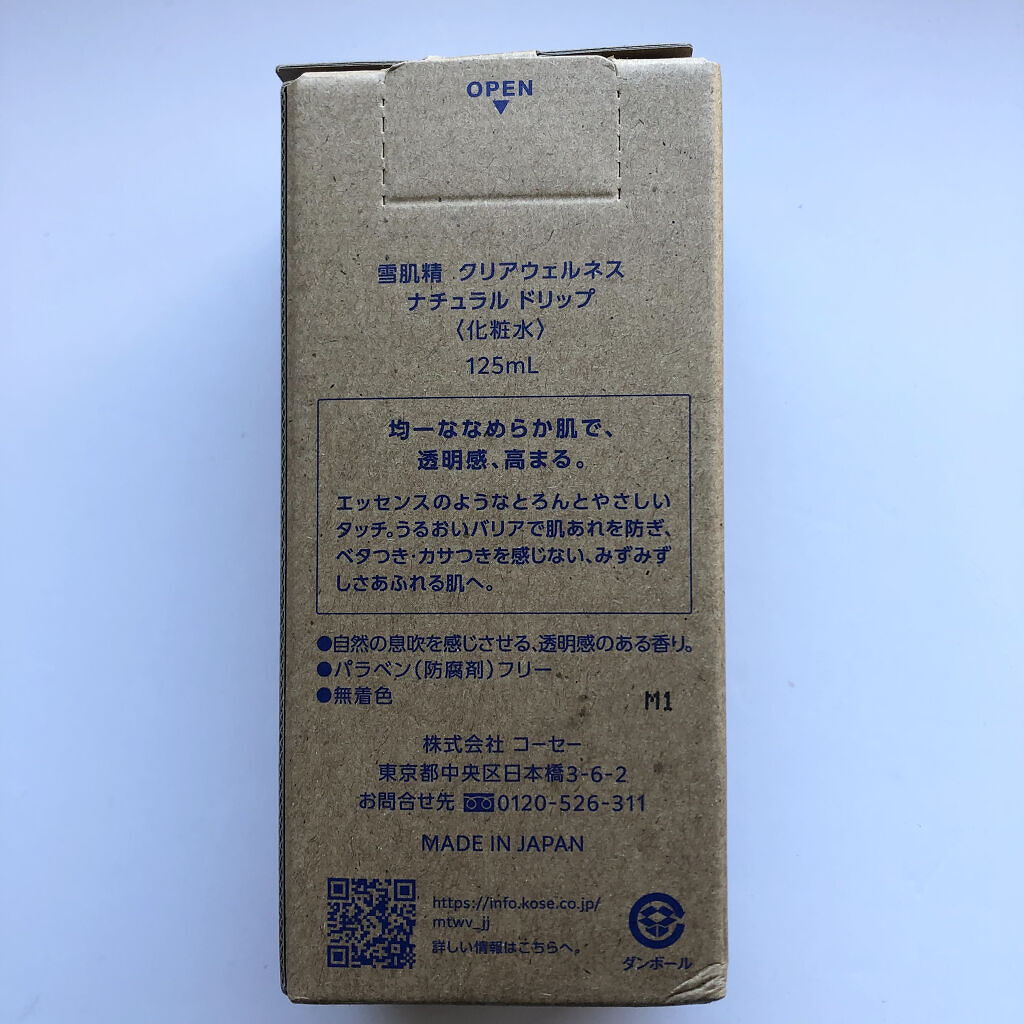 OPEN
雪肌精 クリアウェルネス
ナチュラル ドリップ
〈化粧水〉
125mL
均一ななめらか肌で、
透明感、高まる。
エッセンスのようなとろんとやさしい
タッチ。うるおいバリアで肌あれを防ぎ、
ベタつき・カサつきを感じない、みずみず
しさあふれる肌へ。
●自然の息吹を感じさせる、透明感のある香り。
●パラベン(防腐剤)フリー
●無着色
M1
株式会社 コーセー
東京都中央区日本橋3-6-2
お問合せ先 0120-526-311
MADE IN JAPAN
https://info.kose.co.jp/
mtwv_jj
詳しい情報はこちらへ。
ダンボール